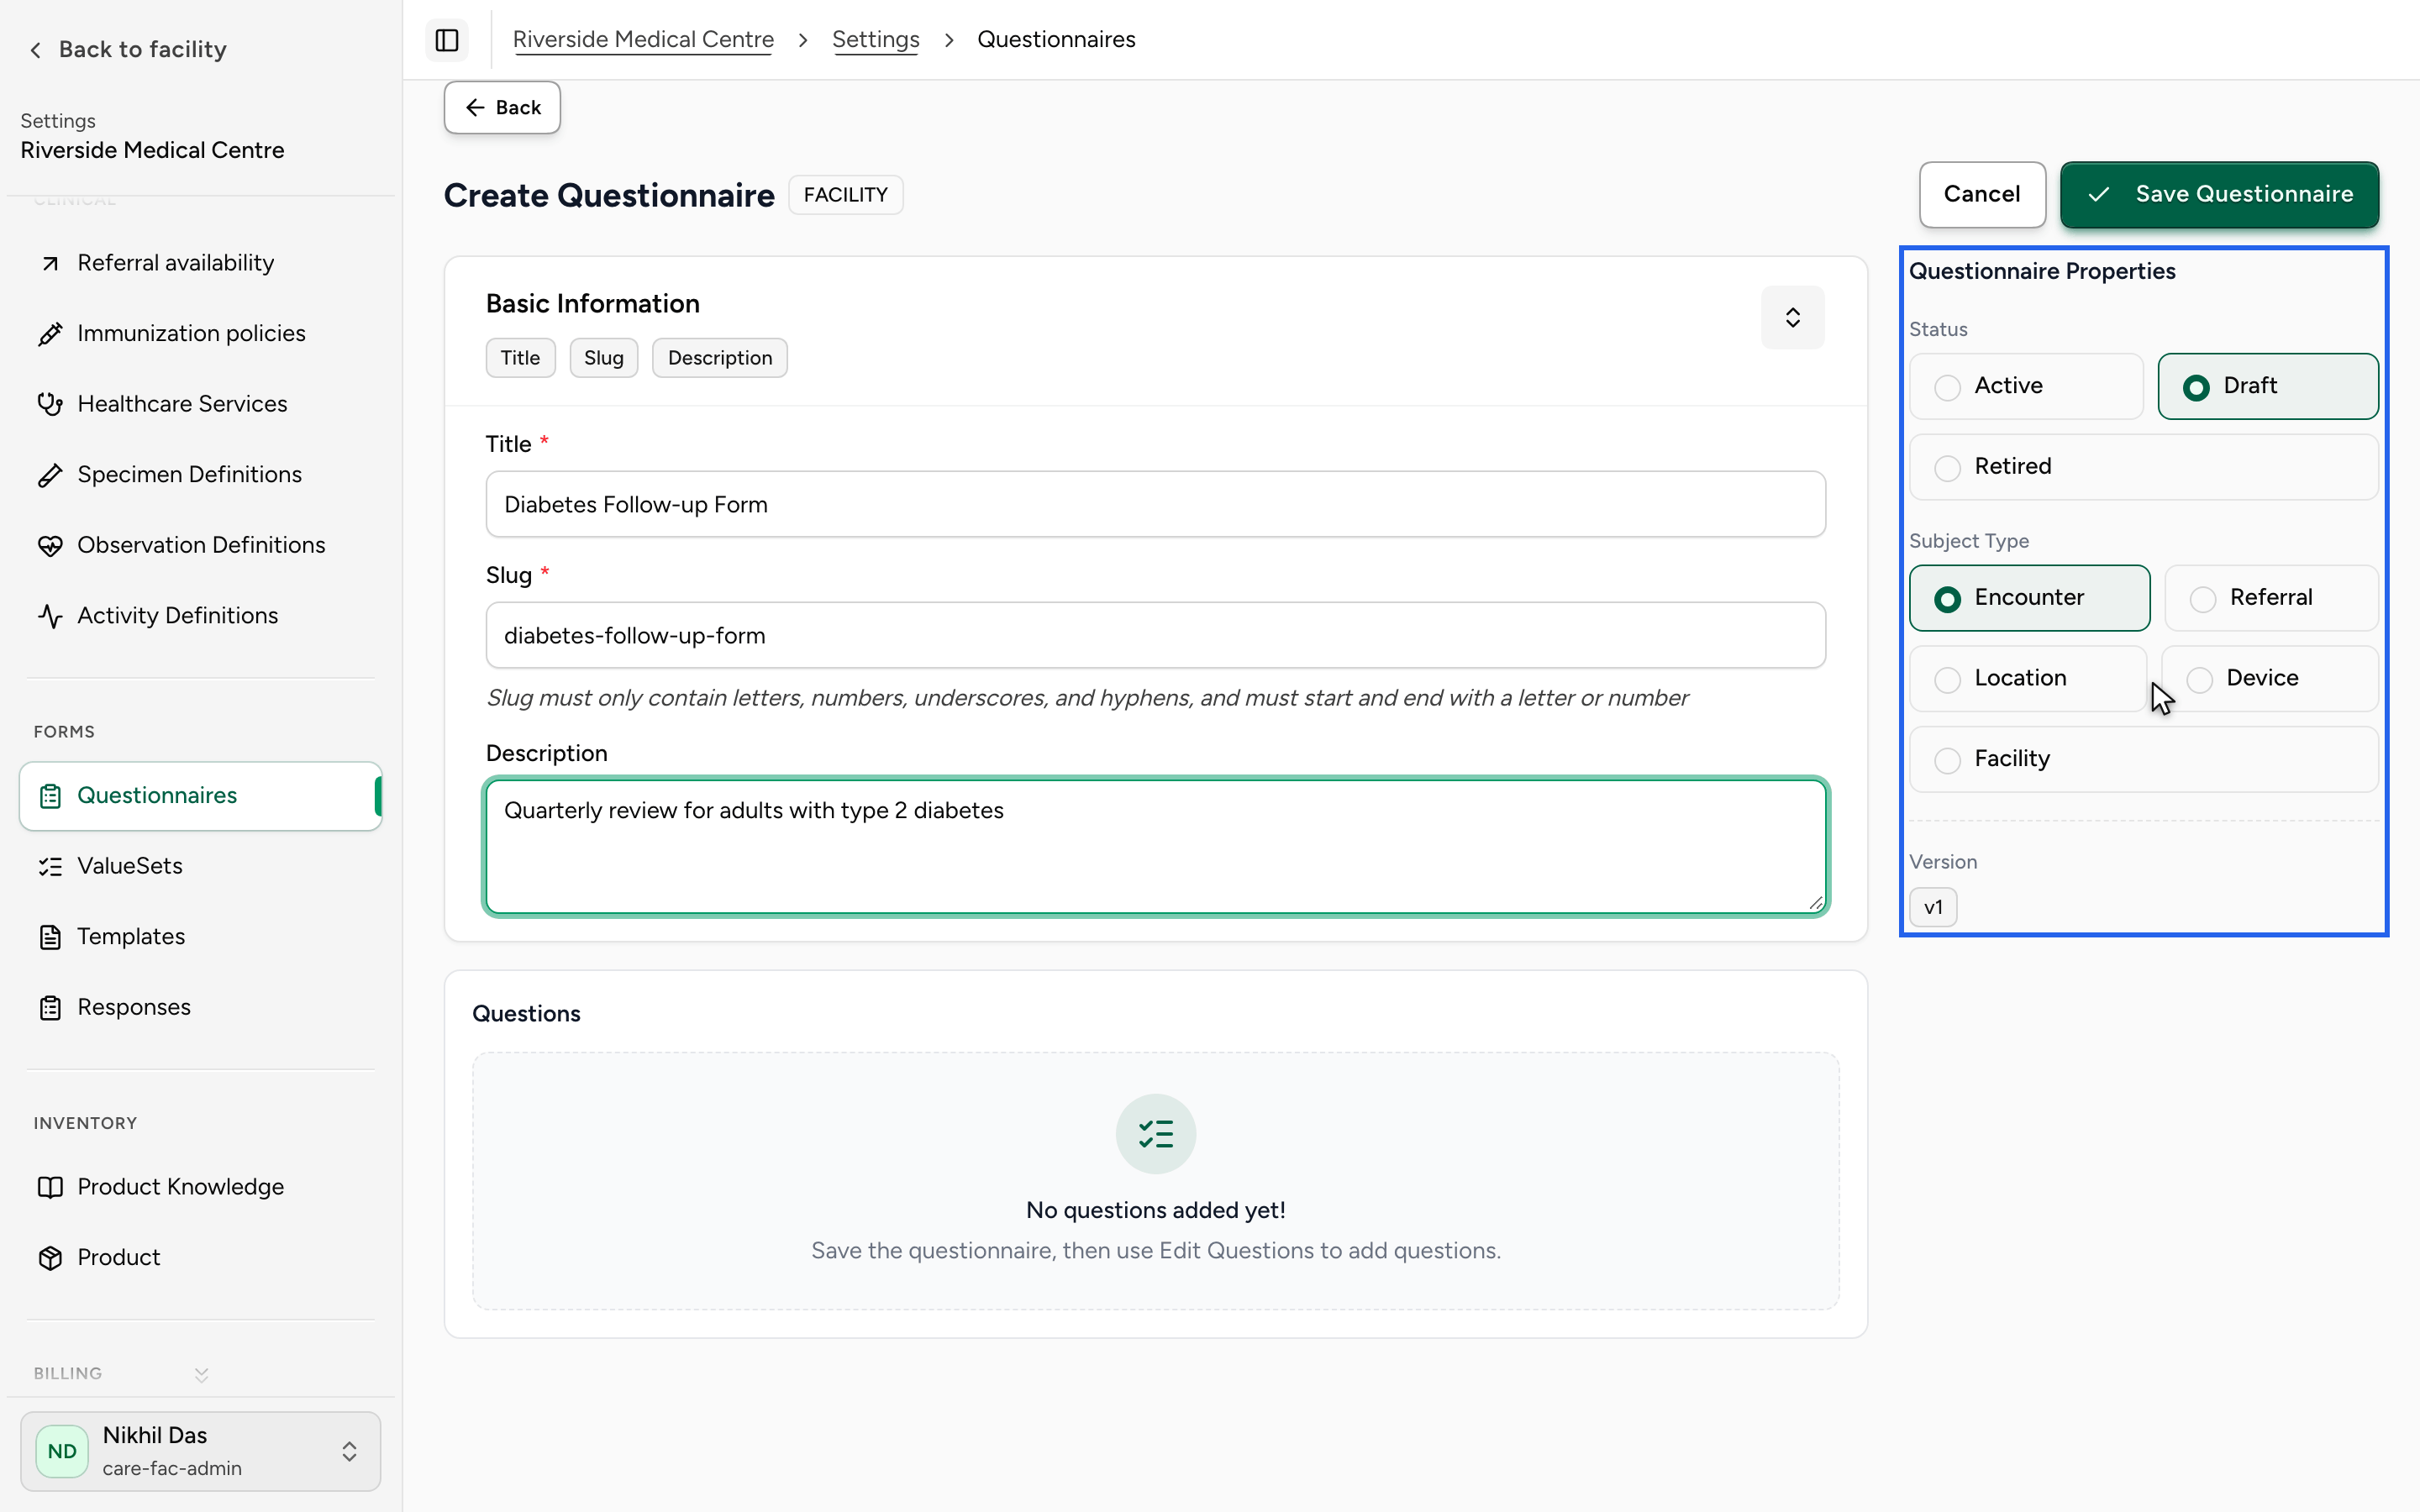 Back to facility
Settings
Riverside Medical Centre
CLINICAL
Referral availability
Immunization policies
Healthcare Services
Specimen Definitions
Observation Definitions
Activity Definitions
FORMS
Questionnaires
ValueSets
Templates
Responses
INVENTORY
Product Knowledge
Product
BILLING
ND
Nikhil Das
care-fac-admin
Riverside Medical Centre > Settings > Questionnaires
Back
Create Questionnaire FACILITY
Cancel Save Questionnaire
Basic Information
Title Slug Description
Title *
Diabetes Follow-up Form
Slug *
diabetes-follow-up-form
Slug must only contain letters, numbers, underscores, and hyphens, and must start and end with a letter or number
Description
Quarterly review for adults with type 2 diabetes
Questions
No questions added yet!
Save the questionnaire, then use Edit Questions to add questions.
Questionnaire Properties
Status
Active Draft
Retired
Subject Type
Encounter Referral
Location Device
Facility
Version
v1